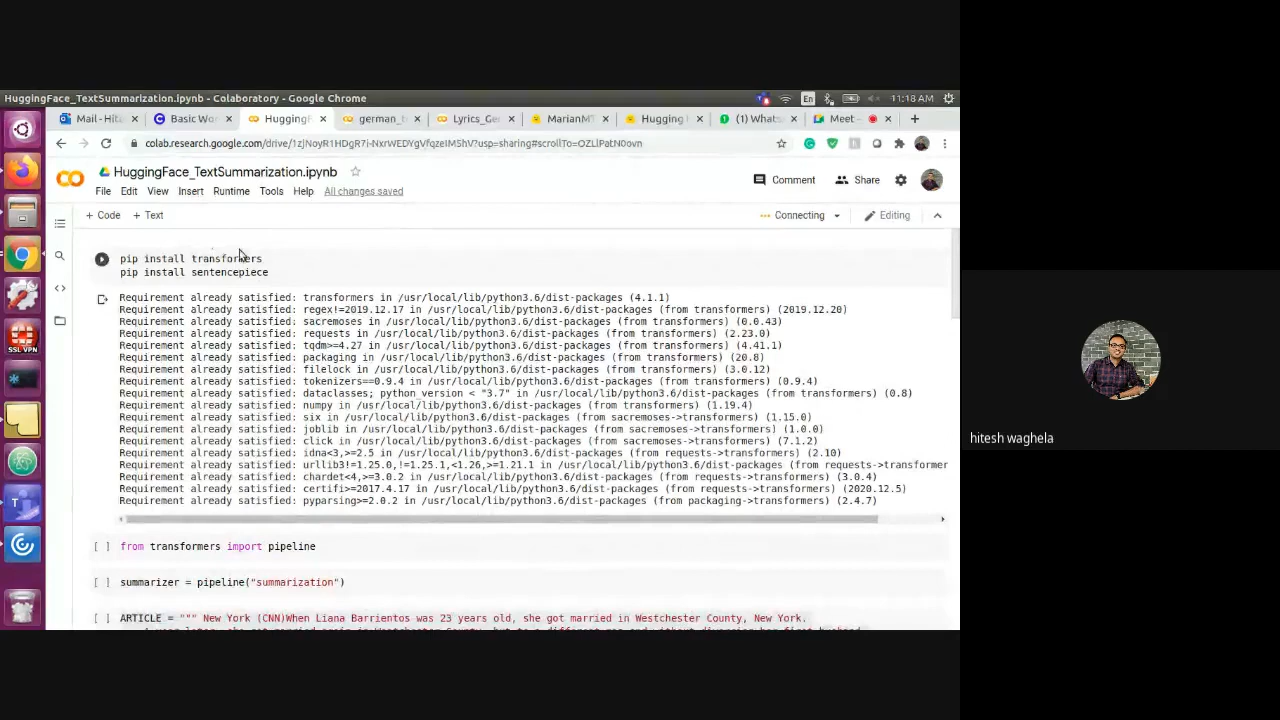 HuggingFace_TextSummarization.ipynb - Colaboratory - Google Chrome
En
11:18 AM
Mail - Hit
Basic Wo
HuggingF
german_t
Lyrics_Ge
MarianMT
Hugging
(1) Whats
Meet -
colab.research.google.com/drive/1zjNoyR1HDgR7i-NxrWEDYgVfqzeIMShV?usp=sharing#scrollTo=OZLlPatN0ovn
HuggingFace_TextSummarization.ipynb
Comment
Share
File Edit View Insert Runtime Tools Help All changes saved
+ Code + Text
Connecting
Editing
pip install transformers
pip install sentencepiece
Requirement already satisfied: transformers in /usr/local/lib/python3.6/dist-packages (4.1.1)
Requirement already satisfied: regex!=2019.12.17 in /usr/local/lib/python3.6/dist-packages (from transformers) (2019.12.20)
Requirement already satisfied: sacremoses in /usr/local/lib/python3.6/dist-packages (from transformers) (0.0.43)
Requirement already satisfied: requests in /usr/local/lib/python3.6/dist-packages (from transformers) (2.23.0)
Requirement already satisfied: tqdm>=4.27 in /usr/local/lib/python3.6/dist-packages (from transformers) (4.41.1)
Requirement already satisfied: packaging in /usr/local/lib/python3.6/dist-packages (from transformers) (20.8)
Requirement already satisfied: filelock in /usr/local/lib/python3.6/dist-packages (from transformers) (3.0.12)
Requirement already satisfied: tokenizers==0.9.4 in /usr/local/lib/python3.6/dist-packages (from transformers) (0.9.4)
Requirement already satisfied: dataclasses; python_version < "3.7" in /usr/local/lib/python3.6/dist-packages (from transformers) (0.8)
Requirement already satisfied: numpy in /usr/local/lib/python3.6/dist-packages (from transformers) (1.19.4)
Requirement already satisfied: six in /usr/local/lib/python3.6/dist-packages (from sacremoses->transformers) (1.15.0)
Requirement already satisfied: joblib in /usr/local/lib/python3.6/dist-packages (from sacremoses->transformers) (1.0.0)
Requirement already satisfied: click in /usr/local/lib/python3.6/dist-packages (from sacremoses->transformers) (7.1.2)
Requirement already satisfied: idna<3,>=2.5 in /usr/local/lib/python3.6/dist-packages (from requests->transformers) (2.10)
Requirement already satisfied: urllib3!=1.25.0,!=1.25.1,<1.26,>=1.21.1 in /usr/local/lib/python3.6/dist-packages (from requests->transformer
Requirement already satisfied: chardet<4,>=3.0.2 in /usr/local/lib/python3.6/dist-packages (from requests->transformers) (3.0.4)
Requirement already satisfied: certifi>=2017.4.17 in /usr/local/lib/python3.6/dist-packages (from requests->transformers) (2020.12.5)
Requirement already satisfied: pyparsing>=2.0.2 in /usr/local/lib/python3.6/dist-packages (from packaging->transformers) (2.4.7)
[ ] from transformers import pipeline
[ ] summarizer = pipeline("summarization")
[ ] ARTICLE = """ New York (CNN)When Liana Barrientos was 23 years old, she got married in Westchester County, New York.
SSL VPN
hitesh waghela